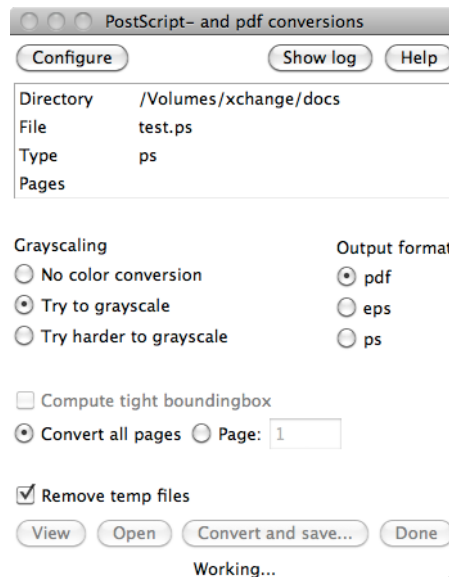 PostScript- and pdf conversions
Configure Show log Help
Directory /Volumes/xchange/docs
File test.ps
Type ps
Pages
Grayscaling Output format
No color conversion pdf
Try to grayscale eps
Try harder to grayscale ps
Compute tight boundingbox
Convert all pages Page: 1
Remove temp files
View Open Convert and save... Done
Working...